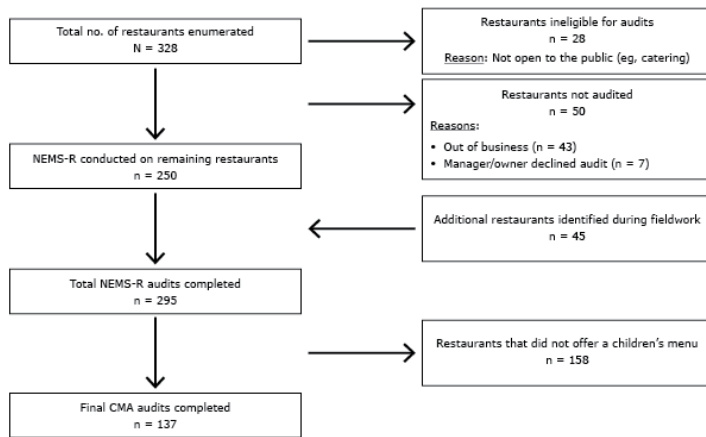 Total no. of restaurants enumerated
N = 328
Restaurants ineligible for audits
n = 28
Reason: Not open to the public (eg, catering)
Restaurants not audited
n = 50
Reasons:
• Out of business (n = 43)
• Manager/owner declined audit (n = 7)
NEMS-R conducted on remaining restaurants
n = 250
Additional restaurants identified during fieldwork
n = 45
Total NEMS-R audits completed
n = 295
Restaurants that did not offer a children's menu
n = 158
Final CMA audits completed
n = 137